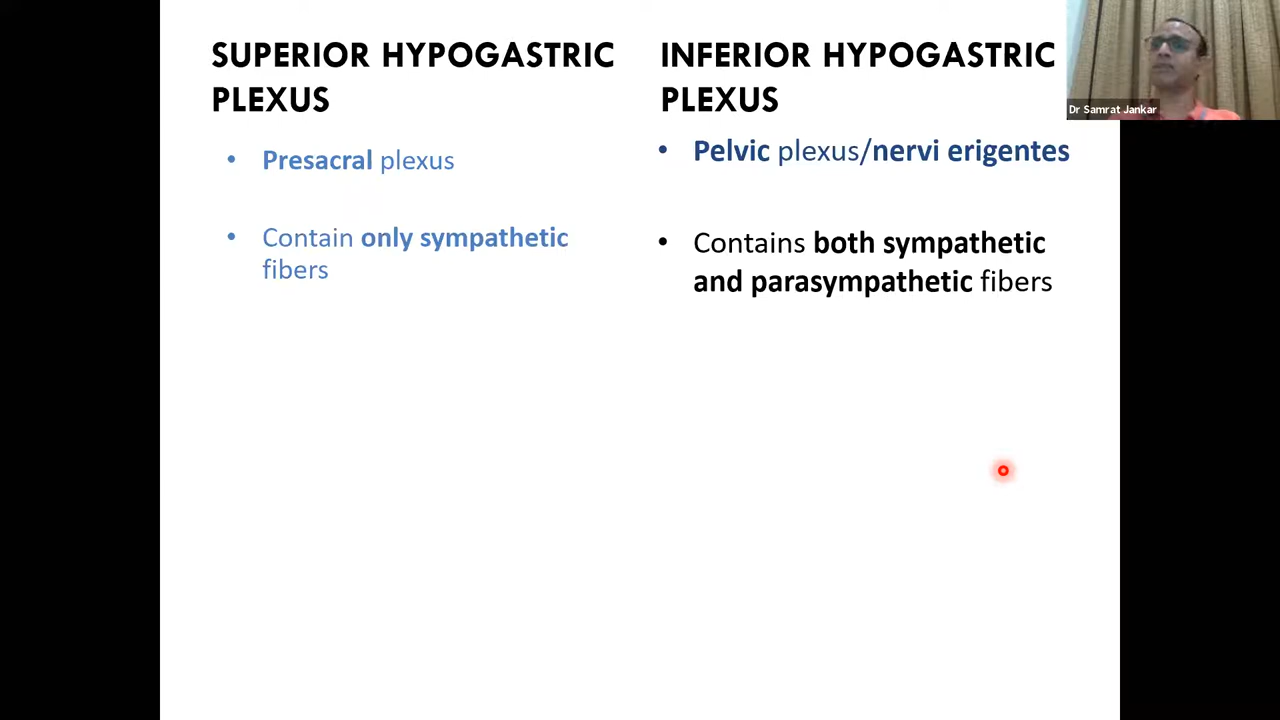 SUPERIOR HYPOGASTRIC
PLEXUS
• Presacral plexus
• Contain only sympathetic
fibers
INFERIOR HYPOGASTRIC
PLEXUS
• Pelvic plexus/nervi erigentes
• Contains both sympathetic
and parasympathetic fibers
Dr Samrat Jankar